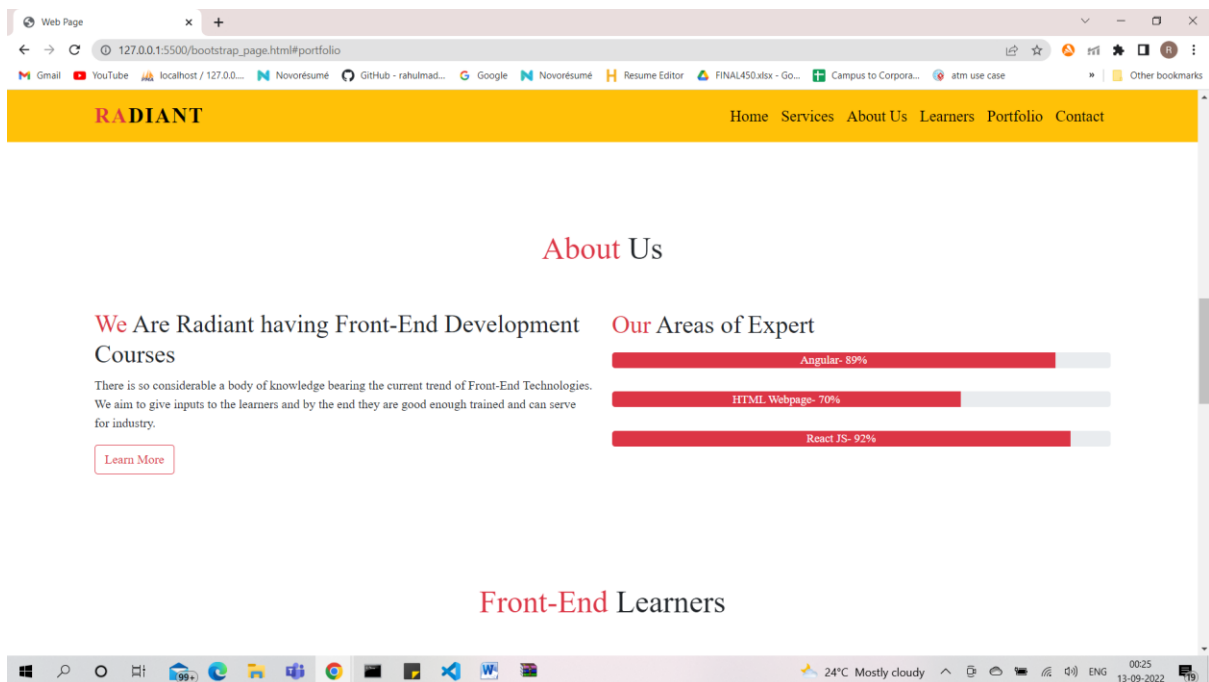 Web Page
127.0.0.1:5500/bootstrap_page.html#portfolio
R
Gmail YouTube localhost / 127.0.0.... Novorésumé GitHub - rahulmad... Google Novorésumé Resume Editor FINAL450.xlsx - Go... Campus to Corpora... atm use case » Other bookmarks
RADIANT
Home Services About Us Learners Portfolio Contact
About Us
We Are Radiant having Front-End Development
Courses
There is so considerable a body of knowledge bearing the current trend of Front-End Technologies.
We aim to give inputs to the learners and by the end they are good enough trained and can serve
for industry.
Learn More
Our Areas of Expert
Angular- 89%
HTML Webpage- 70%
React JS- 92%
Front-End Learners
99+
24°C Mostly cloudy
ENG
00:25
13-09-2022
19